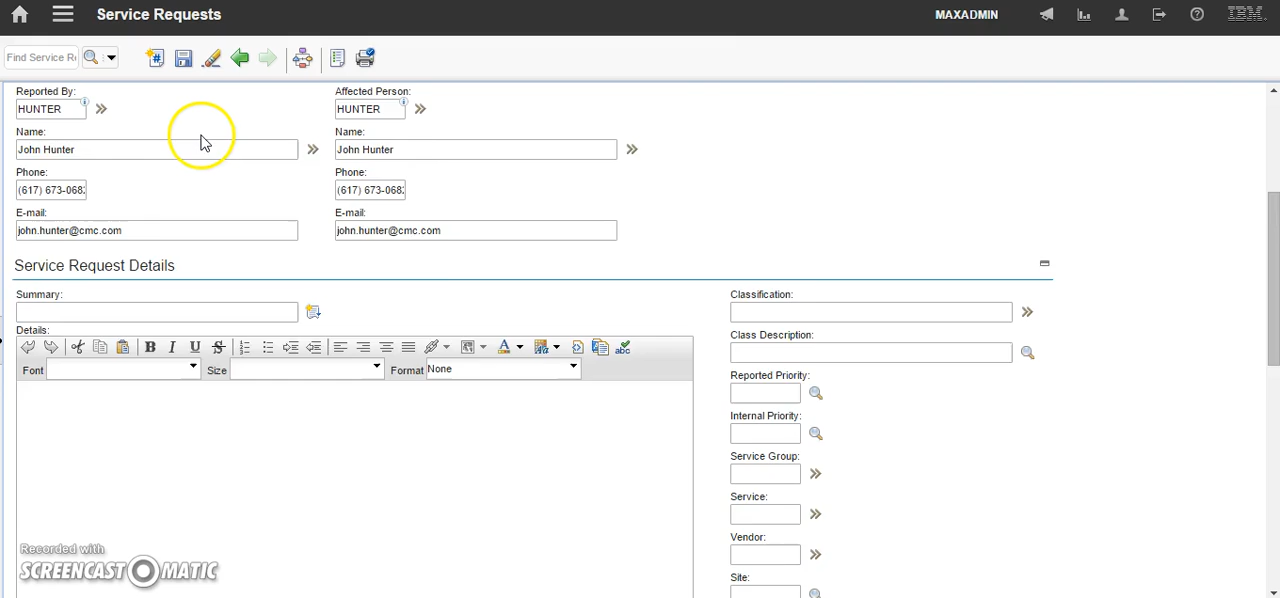 Service Requests
MAXADMIN
IBM.
Find Service R
Reported By:
Affected Person:
HUNTER
HUNTER
Name:
Name:
John Hunter
John Hunter
Phone:
Phone:
(617) 673-068
(617) 673-068
E-mail:
E-mail:
john.hunter@cmc.com
john.hunter@cmc.com
Service Request Details
Summary:
Classification:
Details:
Class Description:
B I U S
abc
Font
Size
Format None
Reported Priority:
Internal Priority:
Service Group:
Service:
Vendor:
Site:
Recorded with
SCREENCAST O MATIC